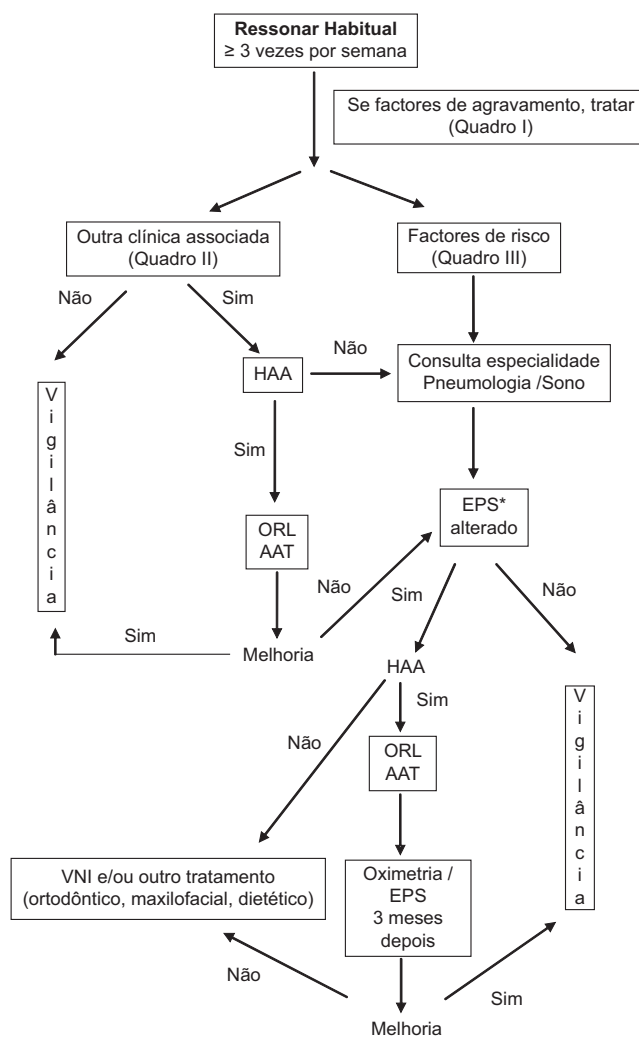 Ressonar Habitual
≥ 3 vezes por semana
Se factores de agravamento, tratar
(Quadro I)
Outra clínica associada
(Quadro II)
Factores de risco
(Quadro III)
Não
Sim
Não
HAA
Consulta especialidade
Pneumologia /Sono
Vigilância
Sim
ORL
AAT
EPS*
alterado
Não
Sim
Não
Sim
Melhoria
HAA
Vigilância
Sim
Não
ORL
AAT
VNI e/ou outro tratamento
(ortodôntico, maxilofacial, dietético)
Oximetria /
EPS
3 meses
depois
Não
Sim
Melhoria